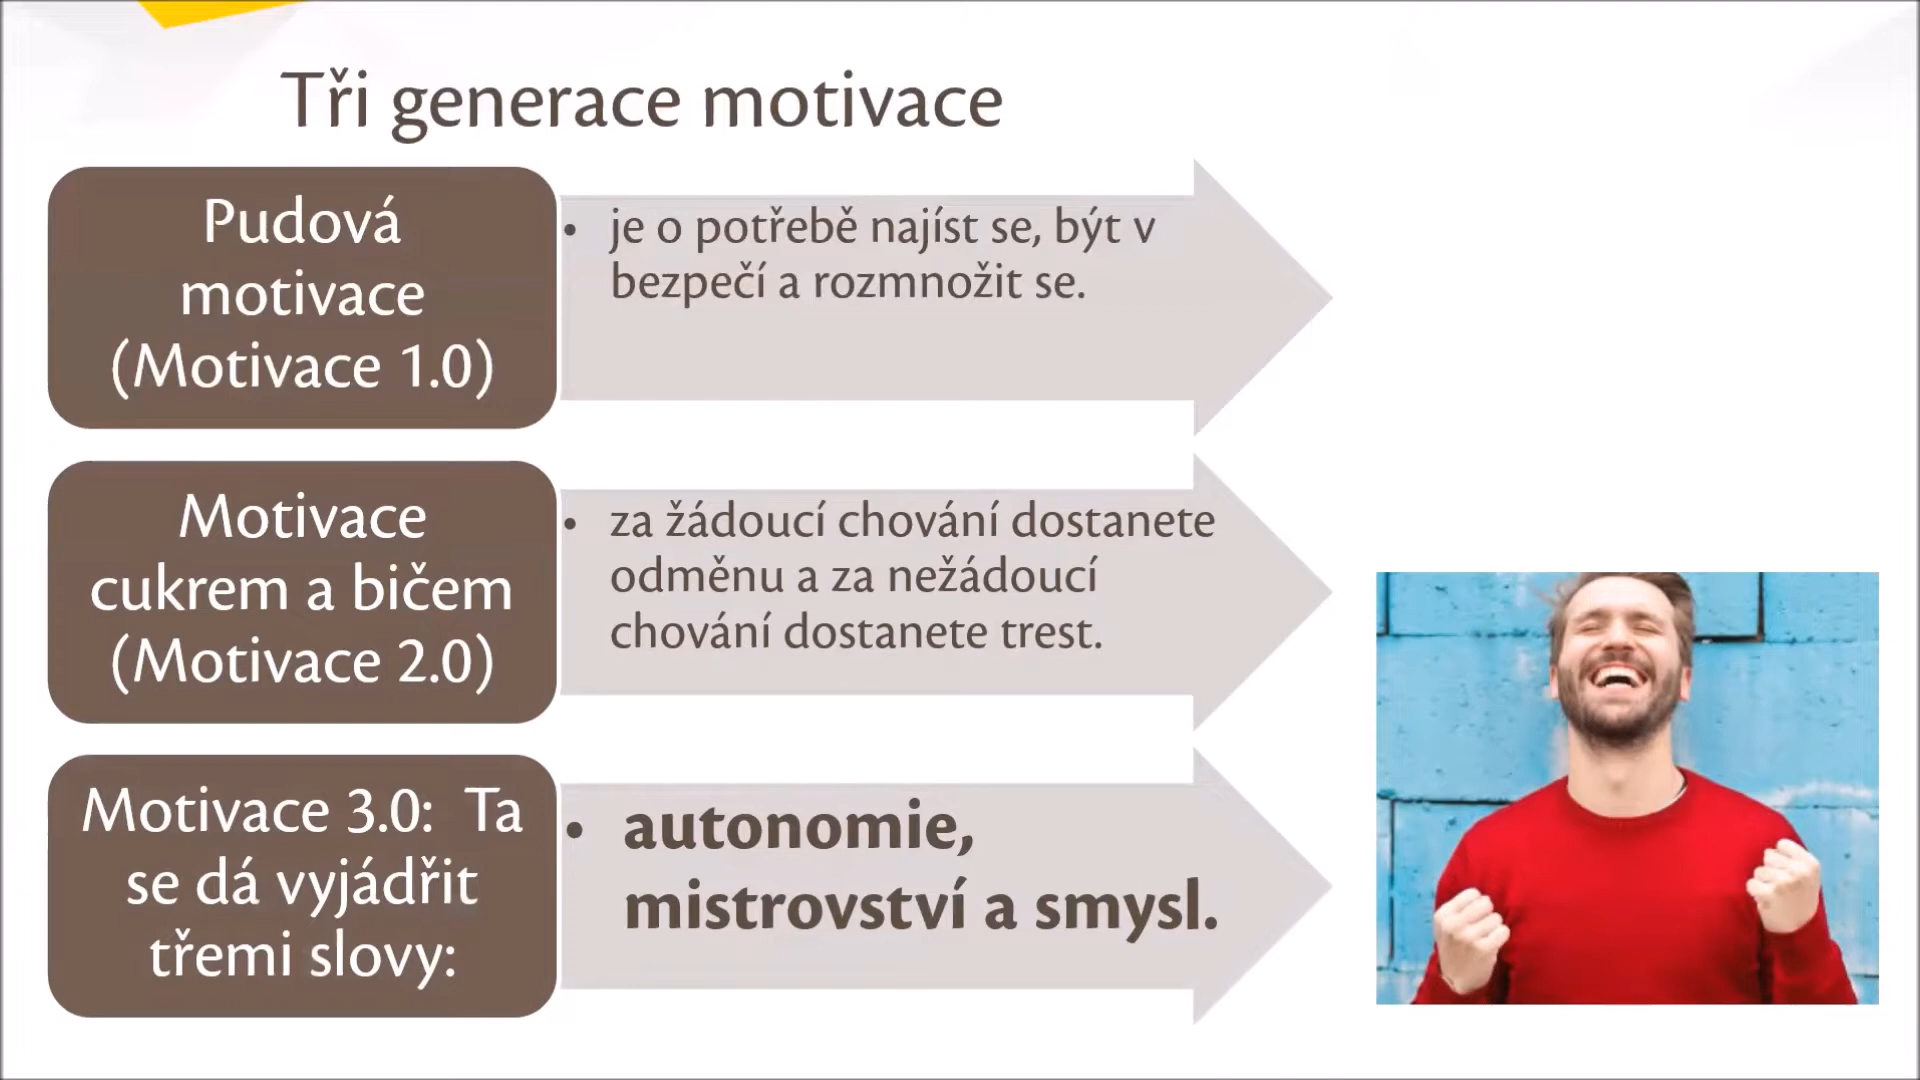 Tři generace motivace
Pudová
motivace
(Motivace 1.0)
• je o potřebě najíst se, být v
bezpečí a rozmnožit se.
Motivace
cukrem a bičem
(Motivace 2.0)
• za žádoucí chování dostanete
odměnu a za nežádoucí
chování dostanete trest.
Motivace 3.0:  Ta
se dá vyjádřit
třemi slovy:
• autonomie,
mistrovství a smysl.